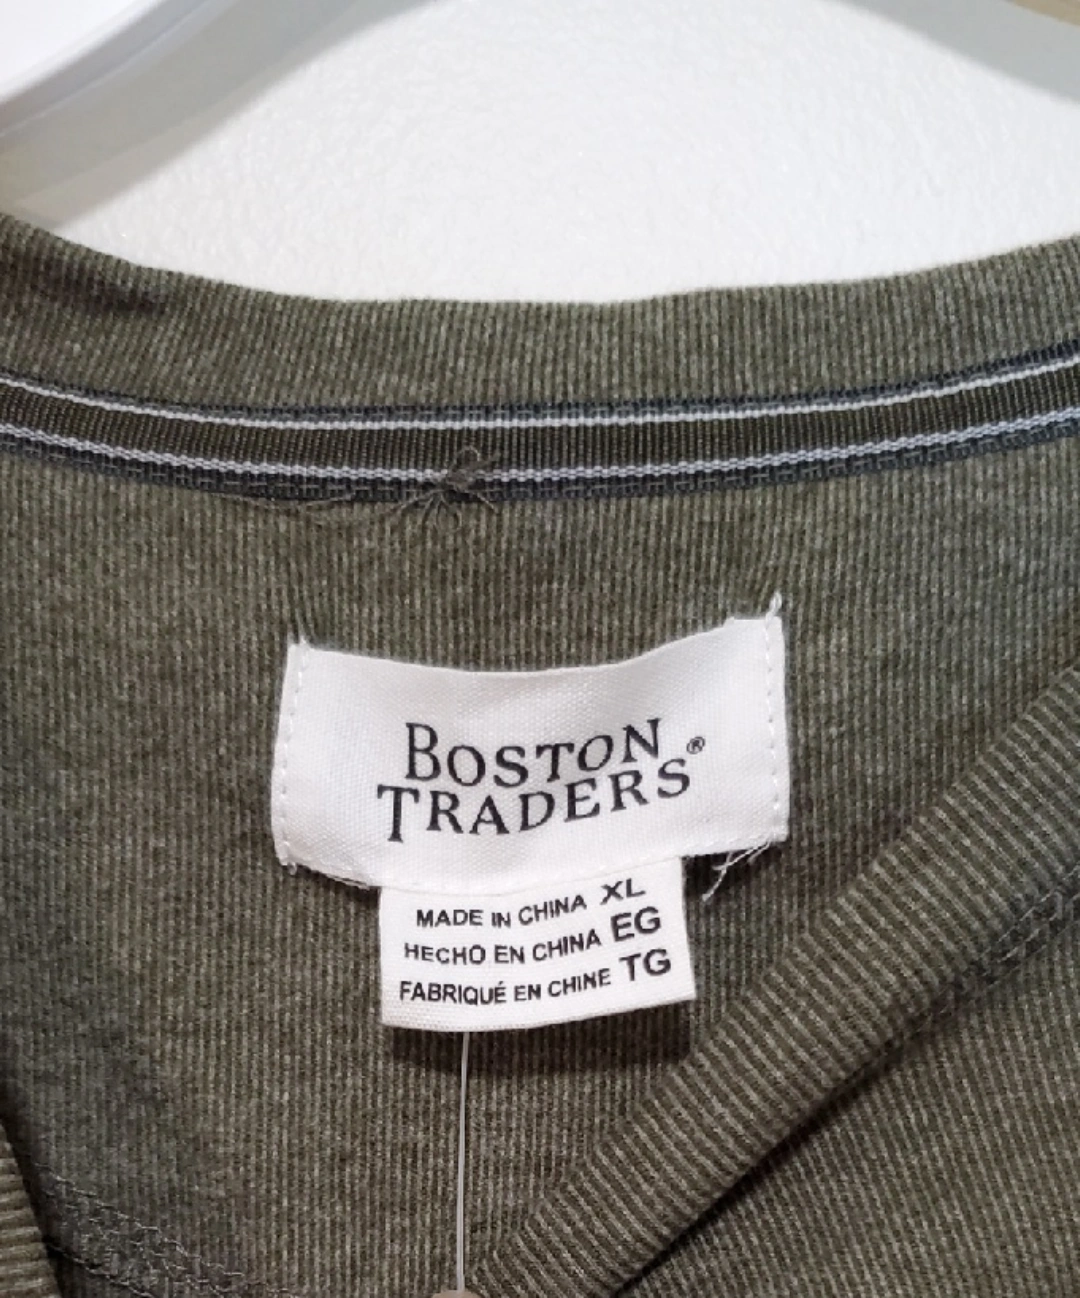 BOSTON
TRADERS®
MADE IN CHINA XL
HECHO EN CHINA EG
FABRIQUÉ EN CHINE TG